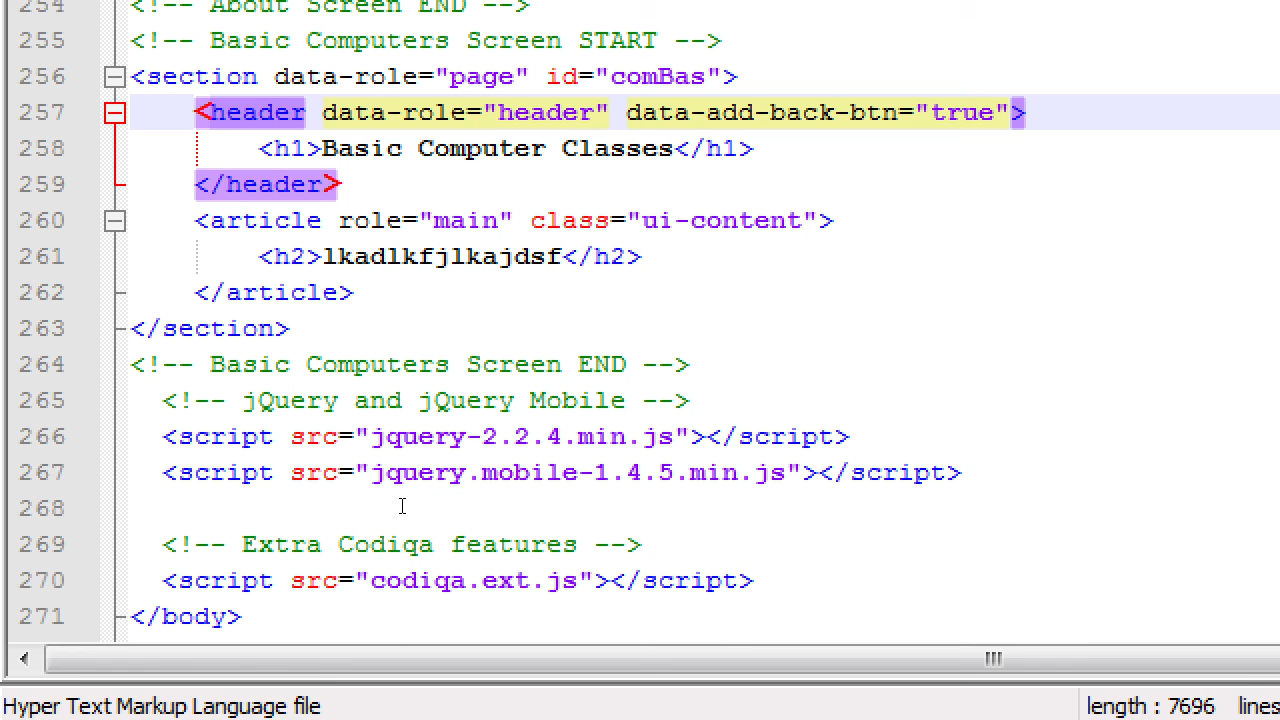 254 <!-- About Screen END -->
255 <!-- Basic Computers Screen START -->
256 <section data-role="page" id="comBas">
257 <header data-role="header" data-add-back-btn="true">
258 <h1>Basic Computer Classes</h1>
259 </header>
260 <article role="main" class="ui-content">
261 <h2>lkadlkfjlkajdsf</h2>
262 </article>
263 </section>
264 <!-- Basic Computers Screen END -->
265 <!-- jQuery and jQuery Mobile -->
266 <script src="jquery-2.2.4.min.js"></script>
267 <script src="jquery.mobile-1.4.5.min.js"></script>
268
269 <!-- Extra Codiqa features -->
270 <script src="codiqa.ext.js"></script>
271 </body>
Hyper Text Markup Language file length : 7696 lines